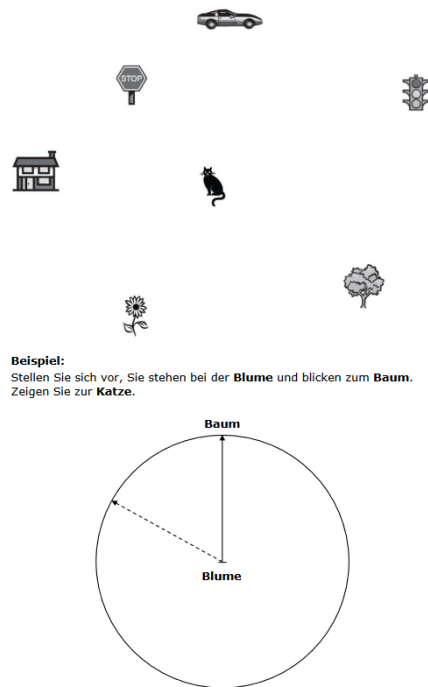 STOP
Beispiel:
Stellen Sie sich vor, Sie stehen bei der Blume und blicken zum Baum.
Zeigen Sie zur Katze.
Baum
Blume